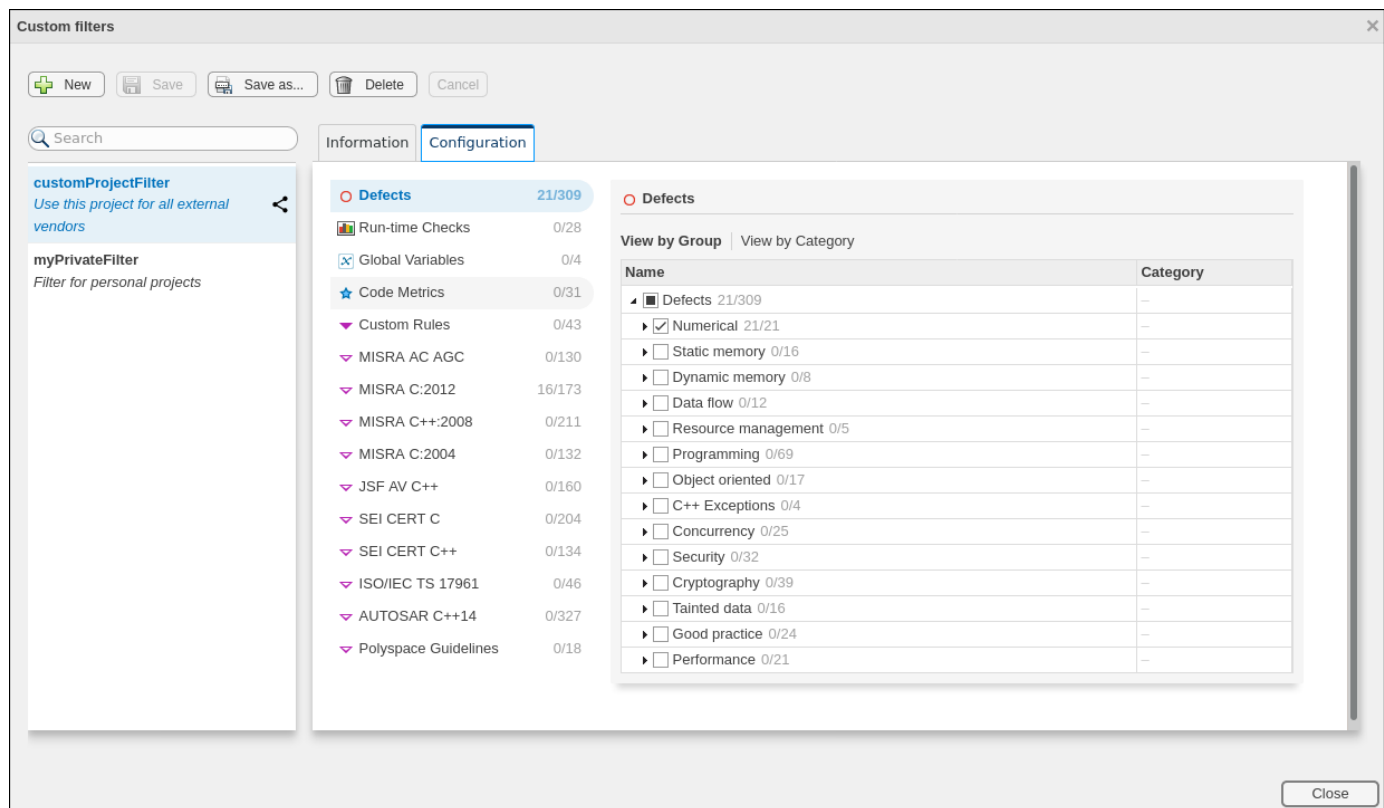 Custom filters
New
Save
Save as...
Delete
Cancel
Search
customProjectFilter
Use this project for all external
vendors
myPrivateFilter
Filter for personal projects
Information
Configuration
Defects 21/309
Run-time Checks 0/28
Global Variables 0/4
Code Metrics 0/31
Custom Rules 0/43
MISRA AC AGC 0/130
MISRA C:2012 16/173
MISRA C++:2008 0/211
MISRA C:2004 0/132
JSF AV C++ 0/160
SEI CERT C 0/204
SEI CERT C++ 0/134
ISO/IEC TS 17961 0/46
AUTOSAR C++14 0/327
Polyspace Guidelines 0/18
Defects
View by Group View by Category
Name Category
Defects 21/309 –
Numerical 21/21 –
Static memory 0/16 –
Dynamic memory 0/8 –
Data flow 0/12 –
Resource management 0/5 –
Programming 0/69 –
Object oriented 0/17 –
C++ Exceptions 0/4 –
Concurrency 0/25 –
Security 0/32 –
Cryptography 0/39 –
Tainted data 0/16 –
Good practice 0/24 –
Performance 0/21 –
Close